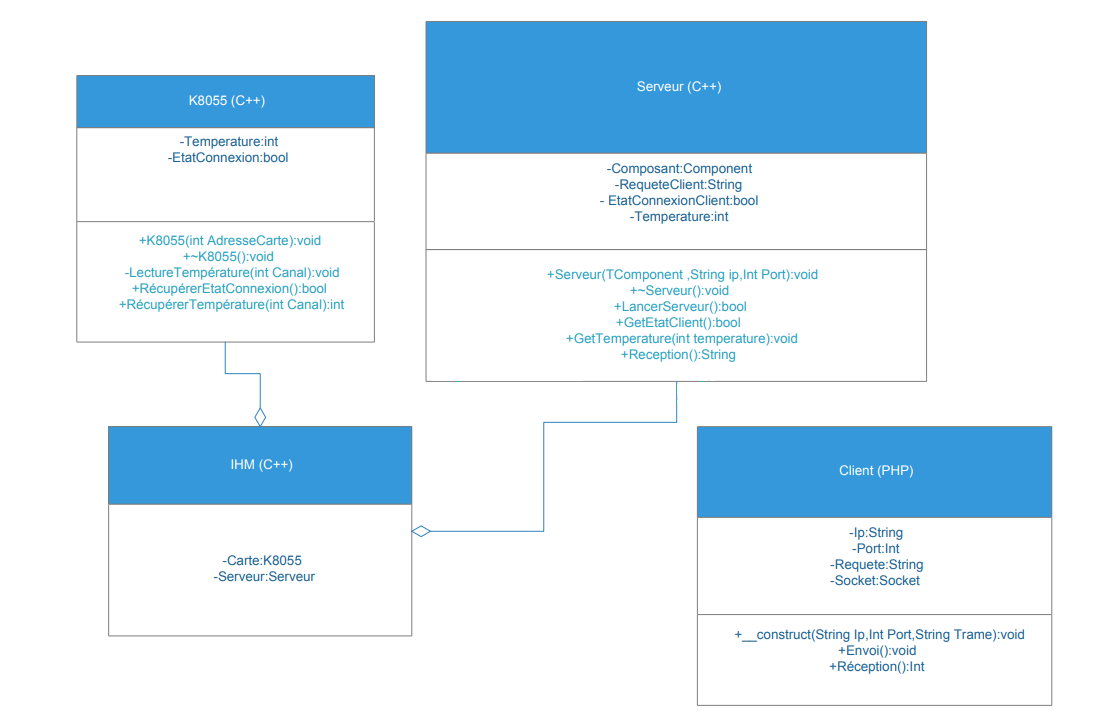 K8055 (C++)
-Temperature:int
-EtatConnexion:bool
+K8055(int AdresseCarte):void
+~K8055():void
-LectureTempérature(int Canal):void
+RécupérerEtatConnexion():bool
+RécupérerTempérature(int Canal):int
Serveur (C++)
-Composant:Component
-RequeteClient:String
- EtatConnexionClient:bool
-Temperature:int
+Serveur(TComponent ,String ip,Int Port):void
+~Serveur():void
+LancerServeur():bool
+GetEtatClient():bool
+GetTemperature(int temperature):void
+Reception():String
IHM (C++)
-Carte:K8055
-Serveur:Serveur
Client (PHP)
-Ip:String
-Port:Int
-Requete:String
-Socket:Socket
+__construct(String Ip,Int Port,String Trame):void
+Envoi():void
+Réception():Int